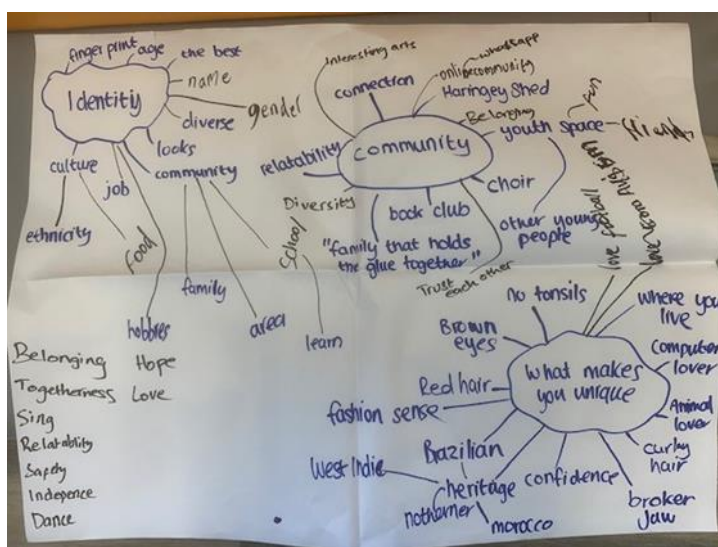 finger print
age
the best
Identitiy
name
gender
diverse
looks
culture
job
community
ethnicity
Food
hobbies
family
area
School
learn
Interesting arts
connection
whatsapp
online community
Haringey Shed
Belonging
community
youth space
fun
relatability
Diversity
"family that holds
the glue together"
book club
choir
Trust
each other
other young
people
love football
no tonsils
where you
live
Brown
eyes
computer
lover
What makes
you unique
Red hair
fashion sense
Animal
lover
curly
hair
Brazilian
West Indie
heritage
notherner
morocco
confidence
broker
jaw
Belonging
Hope
Togetherness
Love
Sing
Relatability
Safety
Indepence
Dance